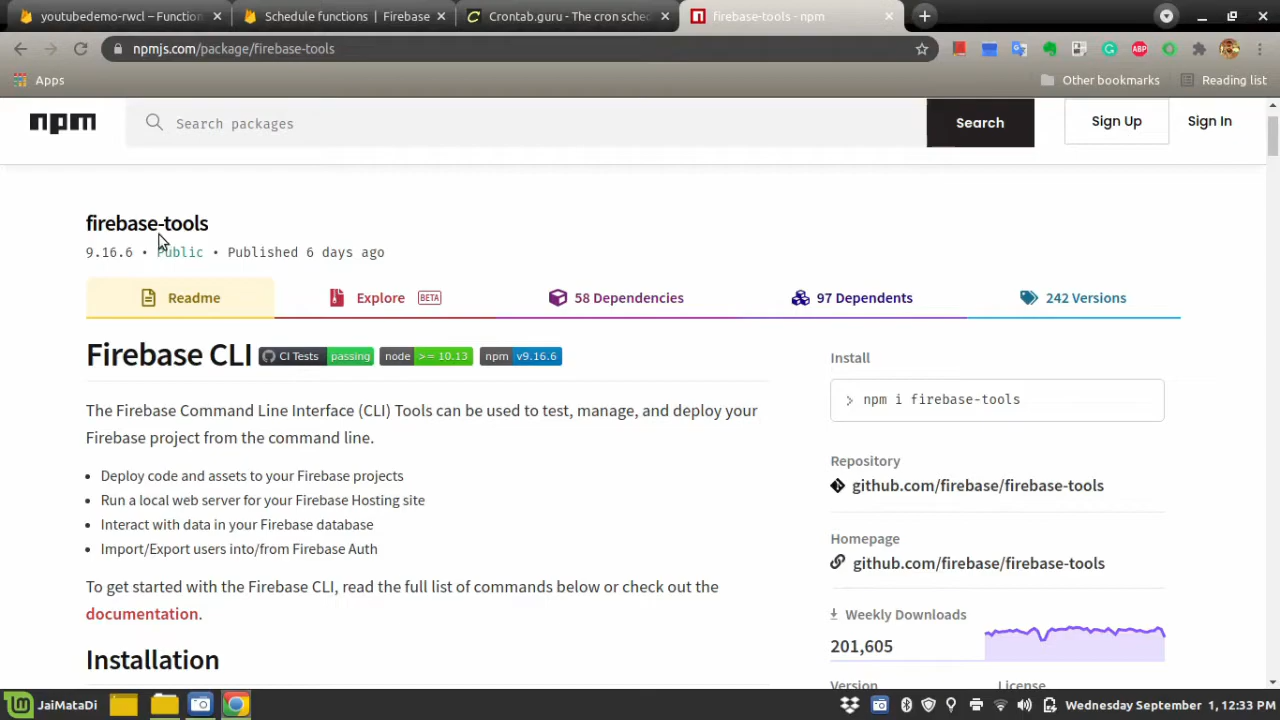 youtubedemo-rwcl – Function
Schedule functions | Firebase
Crontab.guru - The cron sche
firebase-tools - npm
npmjs.com/package/firebase-tools
Apps
Other bookmarks
Reading list
npm
Search packages
Search
Sign Up
Sign In
firebase-tools
9.16.6 • Public • Published 6 days ago
Readme
Explore BETA
58 Dependencies
97 Dependents
242 Versions
Firebase CLI CI Tests passing node >= 10.13 npm v9.16.6
The Firebase Command Line Interface (CLI) Tools can be used to test, manage, and deploy your
Firebase project from the command line.
• Deploy code and assets to your Firebase projects
• Run a local web server for your Firebase Hosting site
• Interact with data in your Firebase database
• Import/Export users into/from Firebase Auth
To get started with the Firebase CLI, read the full list of commands below or check out the
documentation.
Installation
Install
> npm i firebase-tools
Repository
github.com/firebase/firebase-tools
Homepage
github.com/firebase/firebase-tools
Weekly Downloads
201,605
Version
License
JaiMataDi
Wednesday September 1, 12:33 PM